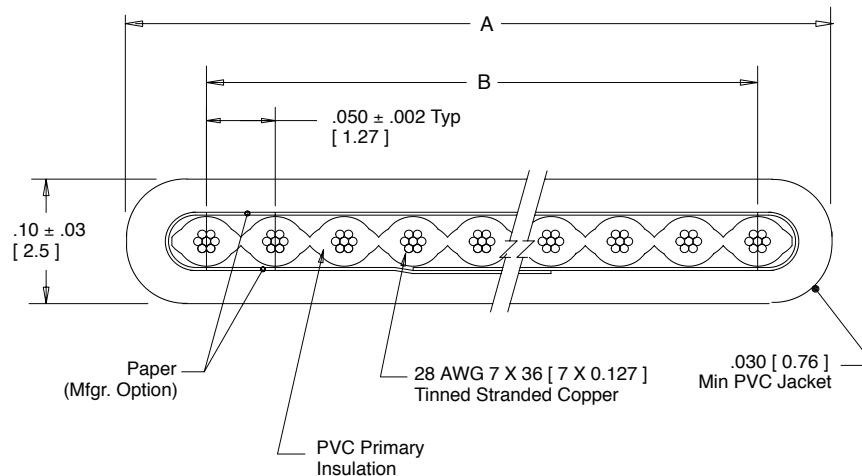 A
B
.050 ± .002 Typ
[ 1.27 ]
.10 ± .03
[ 2.5 ]
Paper
(Mfgr. Option)
28 AWG 7 X 36 [ 7 X 0.127 ]
Tinned Stranded Copper
.030 [ 0.76 ]
Min PVC Jacket
PVC Primary
Insulation